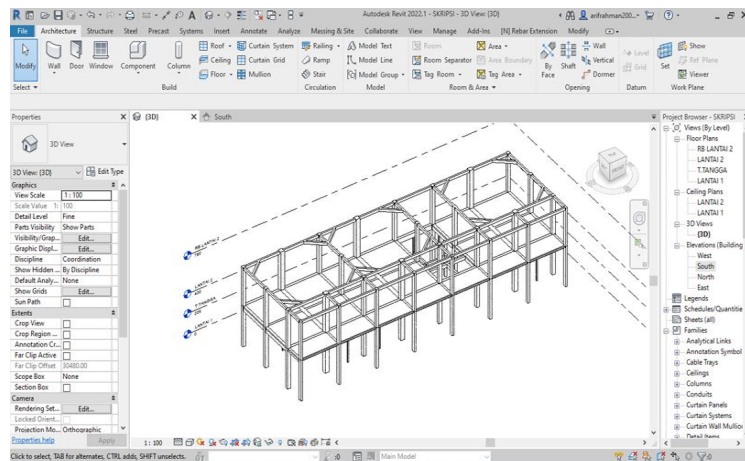 Autodesk Revit 2022.1 - SKRIPSI - 3D View: {3D}
arifrahman200...
File Architecture Structure Steel Precast Systems Insert Annotate Analyze Massing & Site Collaborate View Manage Add-Ins [N] Rebar Extension Modify
Modify
Wall Door Window Component Column
Roof Curtain System
Ceiling Curtain Grid
Floor Mullion
Railing Model Text
Ramp Model Line
Stair Model Group
Room Area
Room Separator Area Boundary
Tag Room Tag Area
By Face Shaft
Wall
Vertical
Dormer
Level
Grid
Set
Show
Ref Plane
Viewer
Select Build Circulation Model Room & Area Opening Datum Work Plane
Properties
3D View
3D View: {3D} Edit Type
Graphics
View Scale 1 : 100
Scale Value 1: 100
Detail Level Fine
Parts Visibility Show Parts
Visibility/Grap... Edit...
Graphic Displ... Edit...
Discipline Coordination
Show Hidden ... By Discipline
Default Analy... None
Show Grids Edit...
Sun Path
Extents
Crop View
Crop Region ...
Annotation Cr...
Far Clip Active
Far Clip Offset 30480.00
Scope Box None
Section Box
Camera
Rendering Set... Edit...
Locked Orient...
Projection Mo... Orthographic
Properties help Apply
{3D} South
RB LANTAI 2
LANTAI 2
T.TANGGA
LANTAI 1
1 : 100
Project Browser - SKRIPSI
Views (By Level)
Floor Plans
RB LANTAI 2
LANTAI 2
T.TANGGA
LANTAI 1
Ceiling Plans
LANTAI 2
LANTAI 1
3D Views
{3D}
Elevations (Building
West
South
North
East
Legends
Schedules/Quantitie
Sheets (all)
Families
Analytical Links
Annotation Symbol
Cable Trays
Ceilings
Columns
Conduits
Curtain Panels
Curtain Systems
Curtain Wall Mullion
Detail Items
Click to select, TAB for alternates, CTRL adds, SHIFT unselects.
:0 Main Model